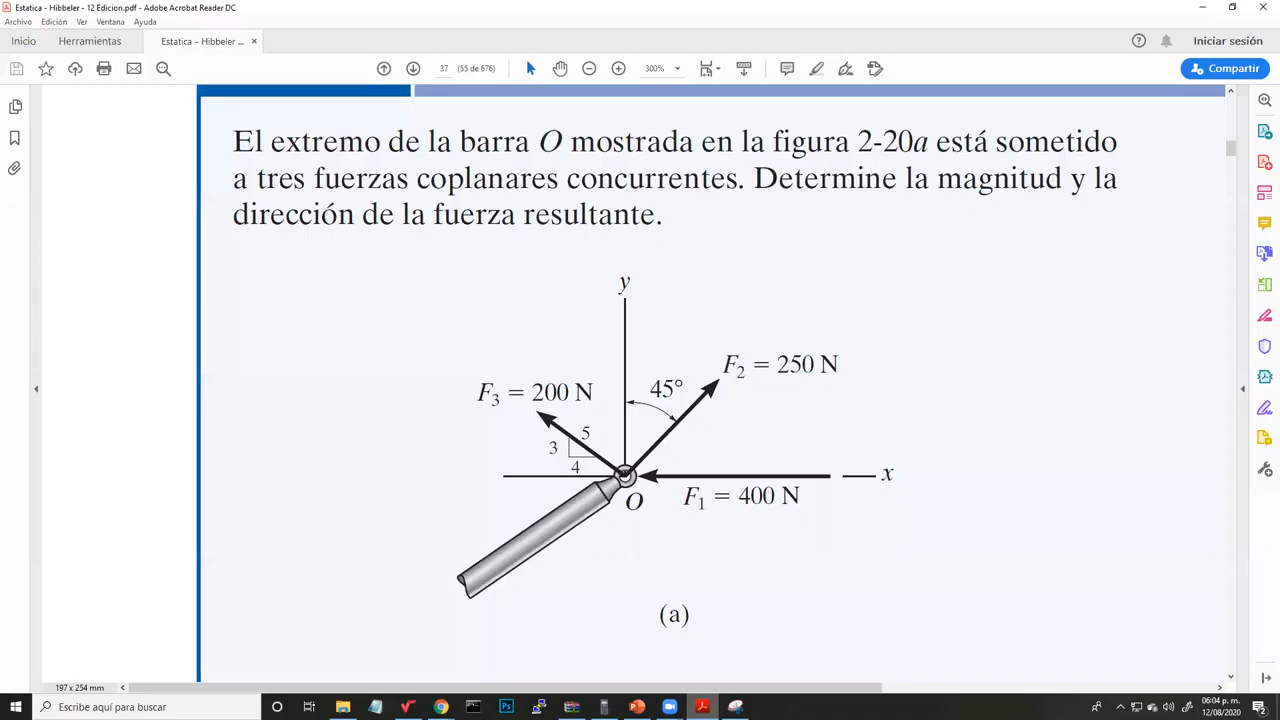 Estatica - Hibbeler - 12 Edicion.pdf - Adobe Acrobat Reader DC
Archivo Edición Ver Ventana Ayuda
Inicio Herramientas Estatica - Hibbeler - ... × Iniciar sesión
37 (55 de 676) 300% Compartir
El extremo de la barra O mostrada en la figura 2-20a está sometido
a tres fuerzas coplanares concurrentes. Determine la magnitud y la
dirección de la fuerza resultante.
y
F2 = 250 N
45°
F3 = 200 N
5
3
4
x
F1 = 400 N
O
(a)
197 x 254 mm
Escribe aquí para buscar
06:04 p. m.
12/08/2020